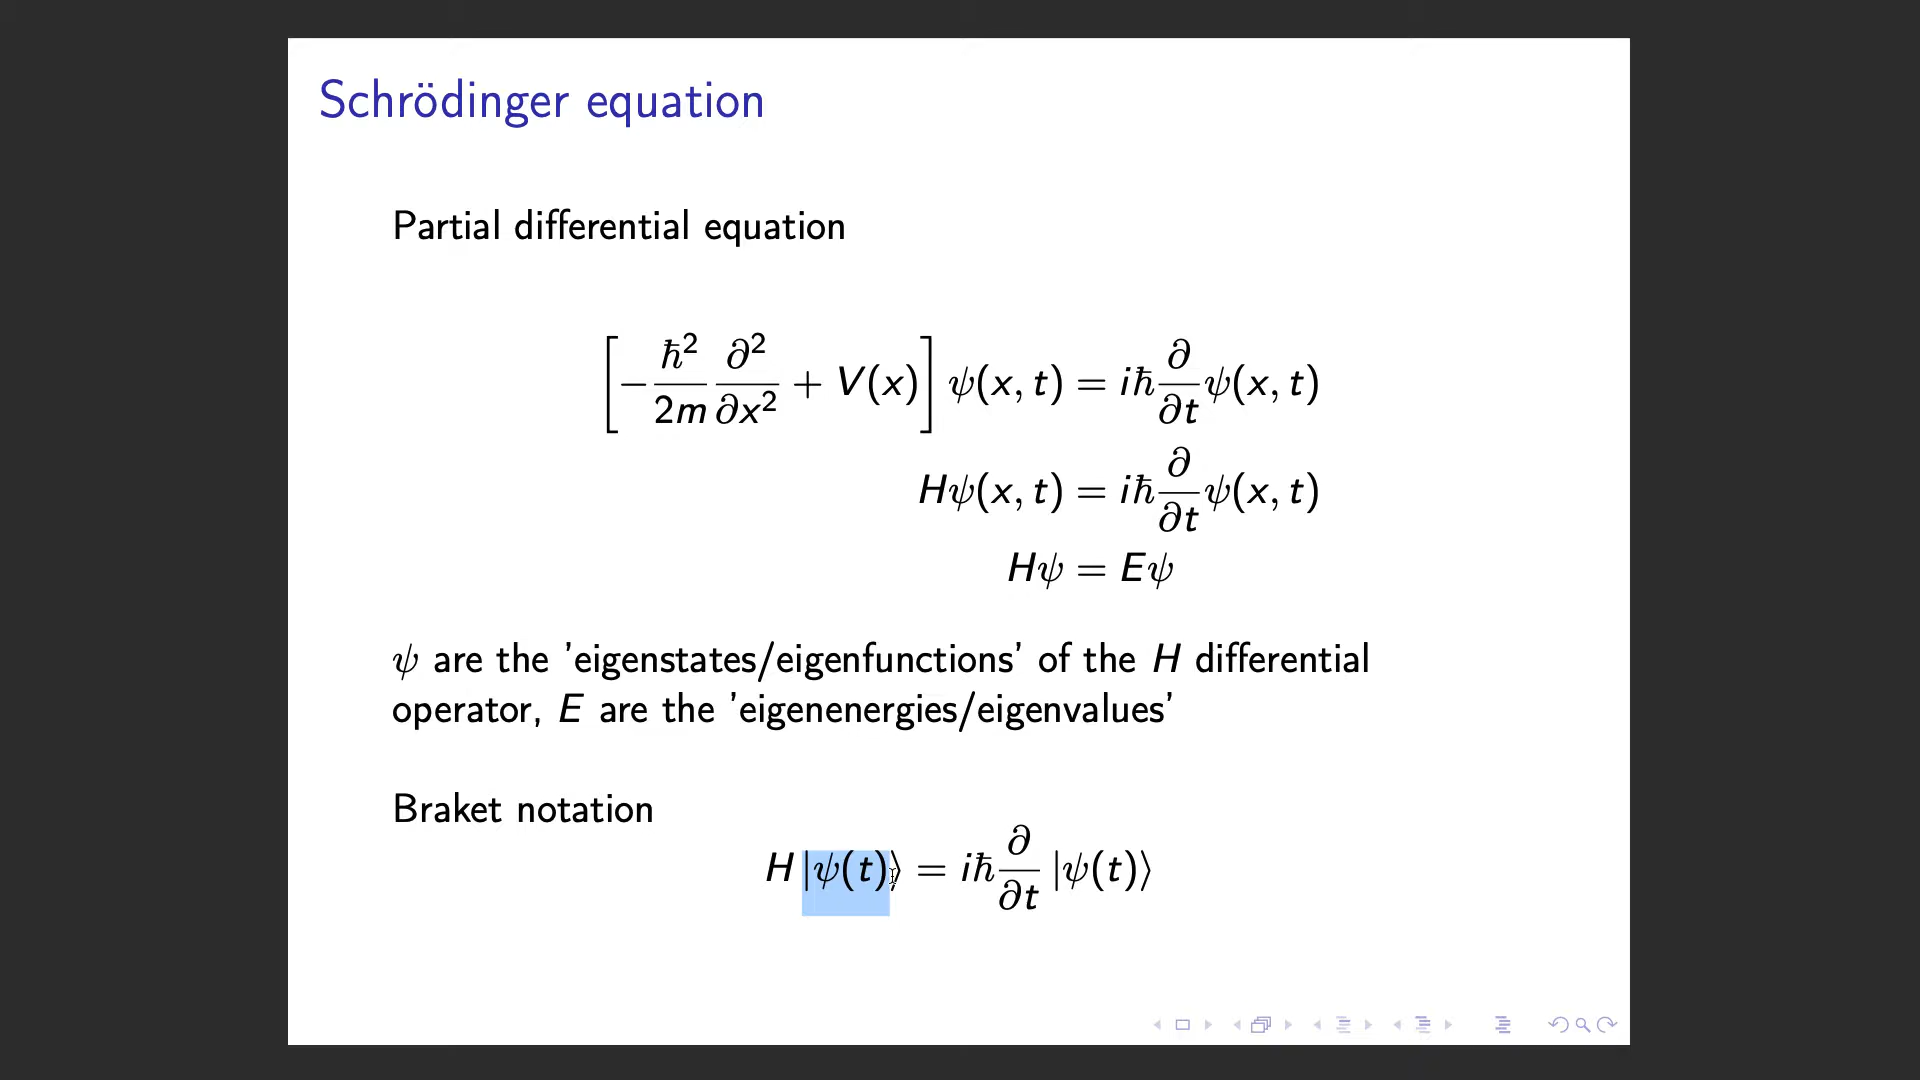 Schrödinger equation
Partial differential equation
[−ℏ²/2m ∂²/∂x² + V(x)] ψ(x, t) = iℏ ∂/∂t ψ(x, t)
Hψ(x, t) = iℏ ∂/∂t ψ(x, t)
Hψ = Eψ
ψ are the ’eigenstates/eigenfunctions’ of the H differential
operator, E are the ’eigenenergies/eigenvalues’
Braket notation
H |ψ(t)⟩ = iℏ ∂/∂t |ψ(t)⟩